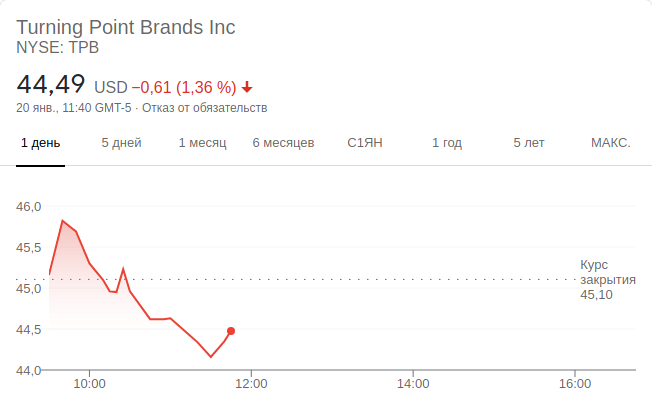 Turning Point Brands Inc
NYSE: TPB
44,49 USD −0,61 (1,36 %)
20 янв., 11:40 GMT-5 · Отказ от обязательств
1 день 5 дней 1 месяц 6 месяцев С1ЯН 1 год 5 лет МАКС.
46,0
45,5
Курс
закрытия
45,10
45,0
44,5
44,0
10:00 12:00 14:00 16:00